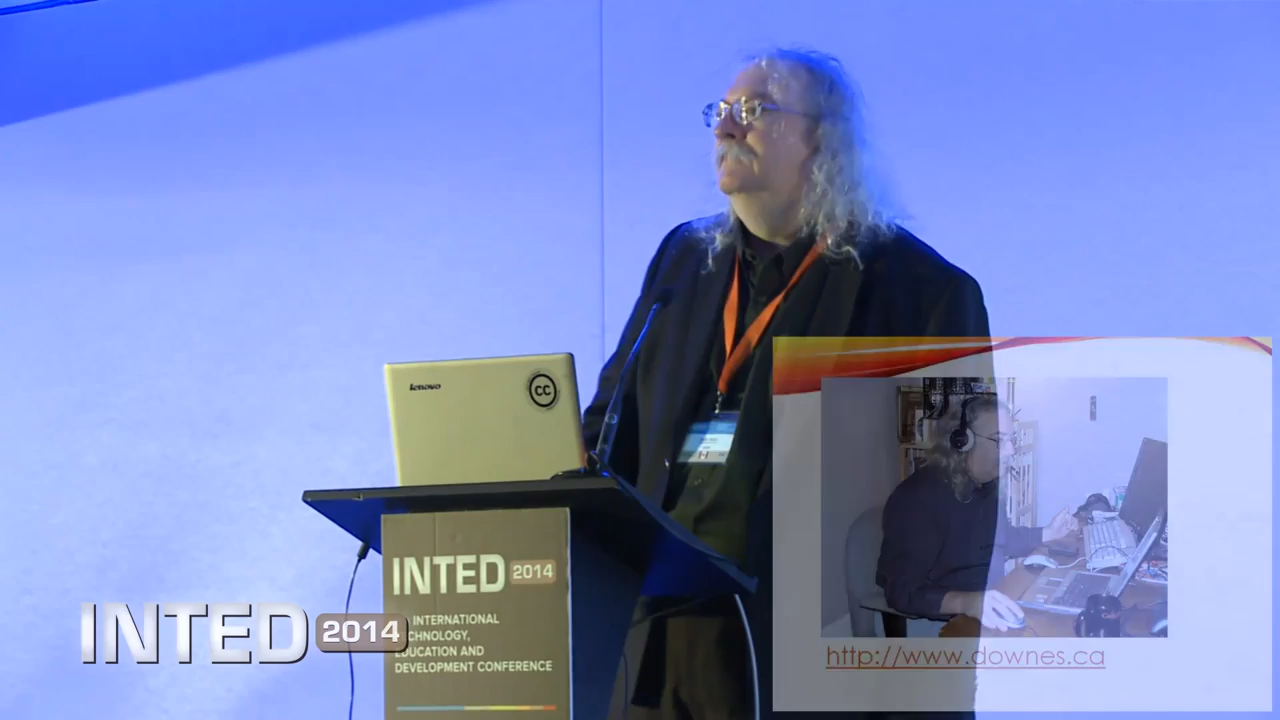 lenovo
CC
INTED 2014
INTERNATIONAL
CHNOLOGY,
EDUCATION AND
DEVELOPMENT CONFERENCE
INTED 2014
http://www.downes.ca